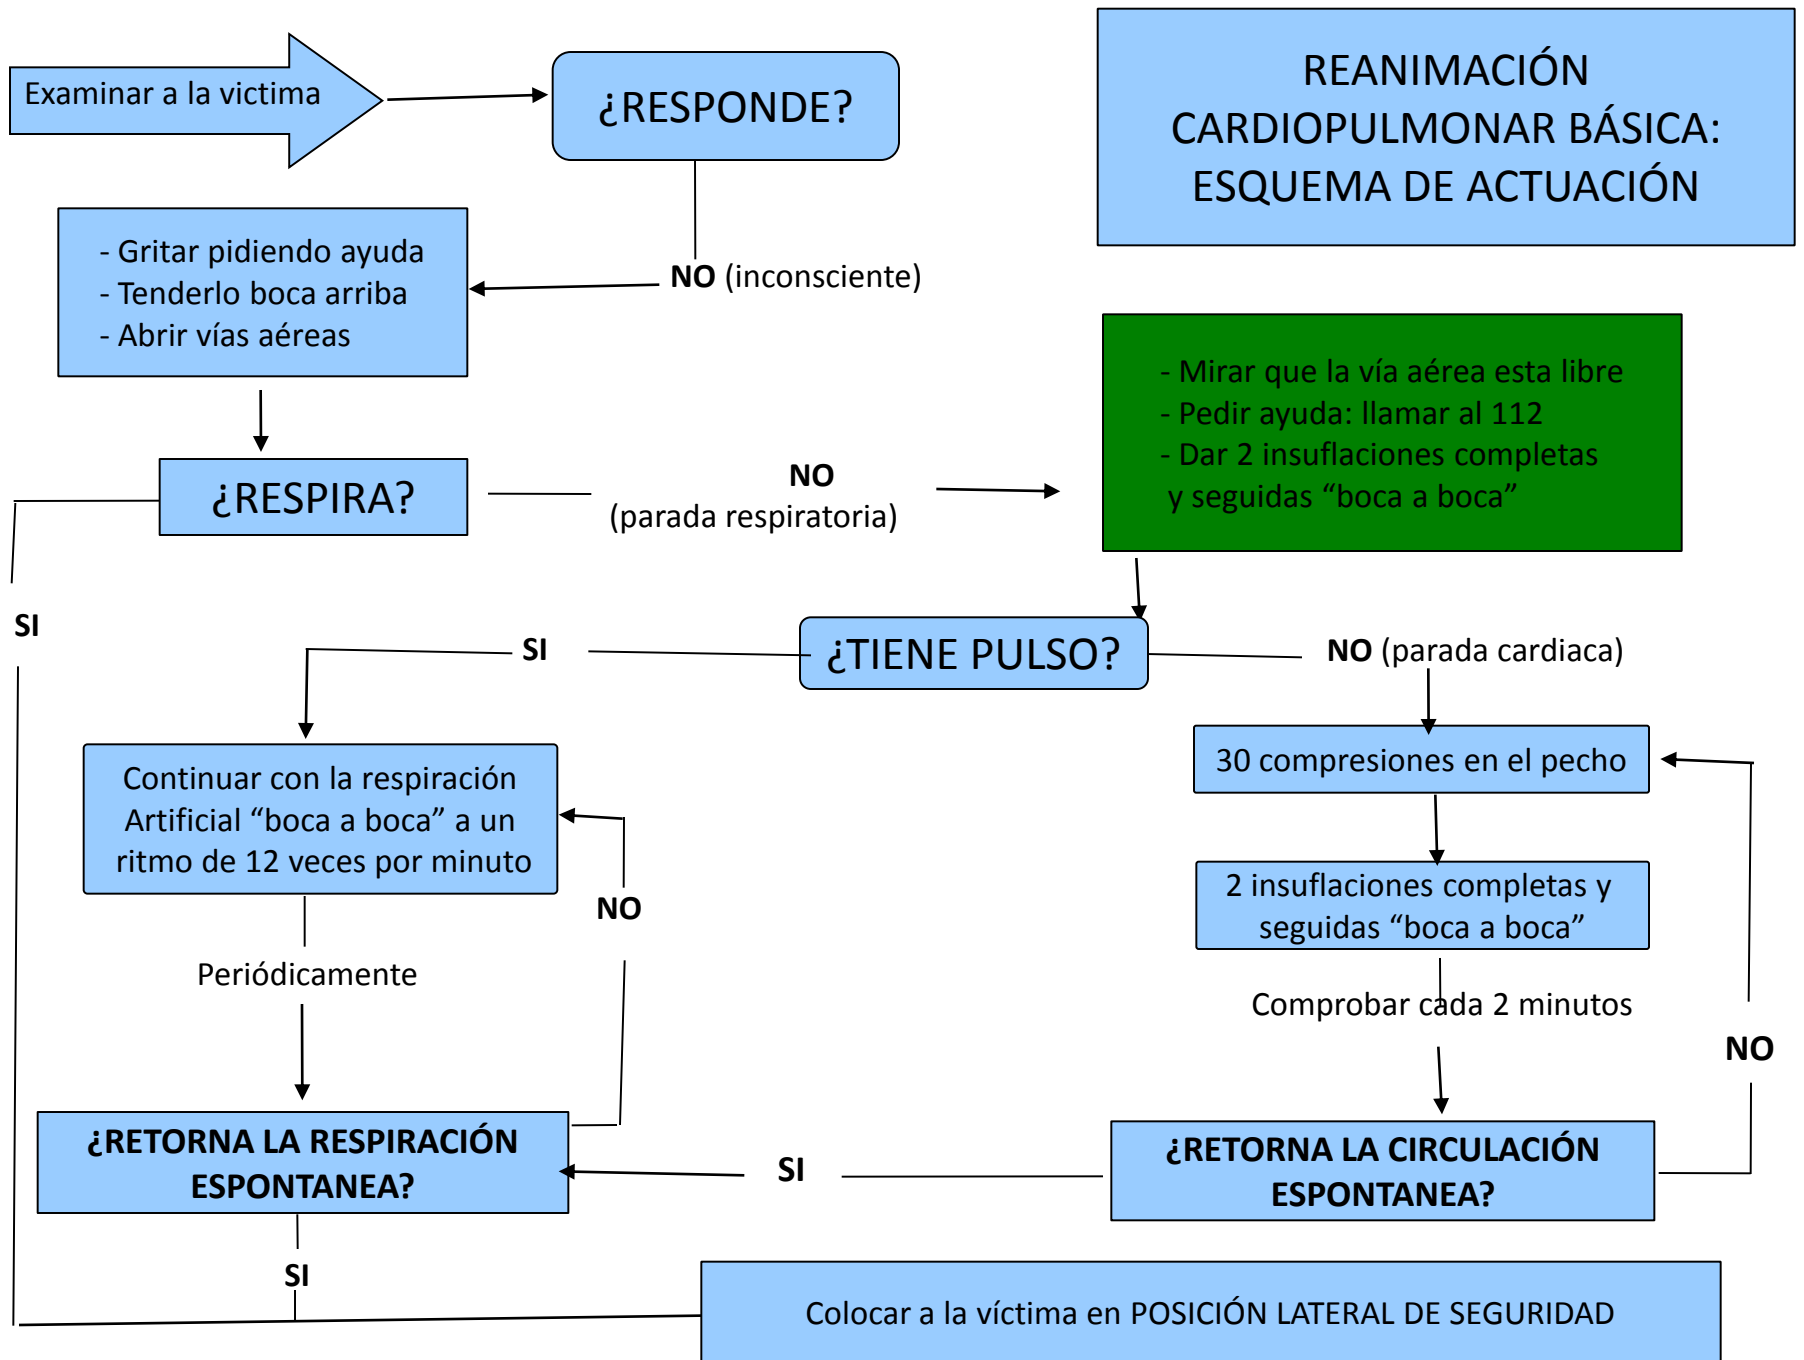 Examinar a la victima
¿RESPONDE?
REANIMACIÓN
CARDIOPULMONAR BÁSICA:
ESQUEMA DE ACTUACIÓN
- Gritar pidiendo ayuda
- Tenderlo boca arriba
- Abrir vías aéreas
NO (inconsciente)
- Mirar que la vía aérea esta libre
- Pedir ayuda: llamar al 112
- Dar 2 insuflaciones completas
y seguidas “boca a boca”
¿RESPIRA?
NO
(parada respiratoria)
SI
SI
¿TIENE PULSO?
NO (parada cardiaca)
Continuar con la respiración
Artificial “boca a boca” a un
ritmo de 12 veces por minuto
30 compresiones en el pecho
2 insuflaciones completas y
seguidas “boca a boca”
NO
Periódicamente
Comprobar cada 2 minutos
NO
¿RETORNA LA RESPIRACIÓN
ESPONTANEA?
SI
¿RETORNA LA CIRCULACIÓN
ESPONTANEA?
SI
Colocar a la víctima en POSICIÓN LATERAL DE SEGURIDAD